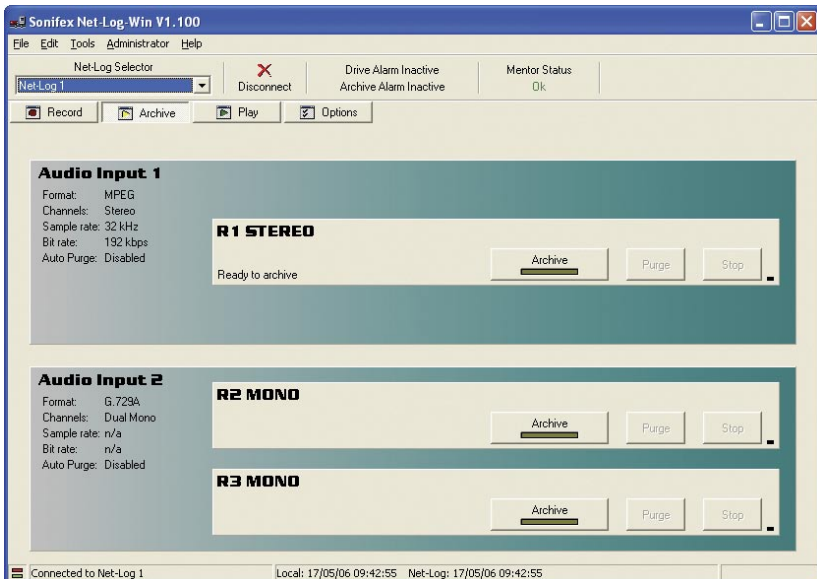 Sonifex Net-Log-Win V1.100
File Edit Tools Administrator Help
Net-Log Selector
Net-Log 1
Disconnect
Drive Alarm Inactive
Archive Alarm Inactive
Mentor Status
Ok
Record Archive Play Options
Audio Input 1
Format: MPEG
Channels: Stereo
Sample rate: 32 kHz
Bit rate: 192 kbps
Auto Purge: Disabled
R1 STEREO
Ready to archive
Archive Purge Stop
Audio Input 2
Format: G.729A
Channels: Dual Mono
Sample rate: n/a
Bit rate: n/a
Auto Purge: Disabled
R2 MONO
Archive Purge Stop
R3 MONO
Archive Purge Stop
Connected to Net-Log 1 Local: 17/05/06 09:42:55 Net-Log: 17/05/06 09:42:55